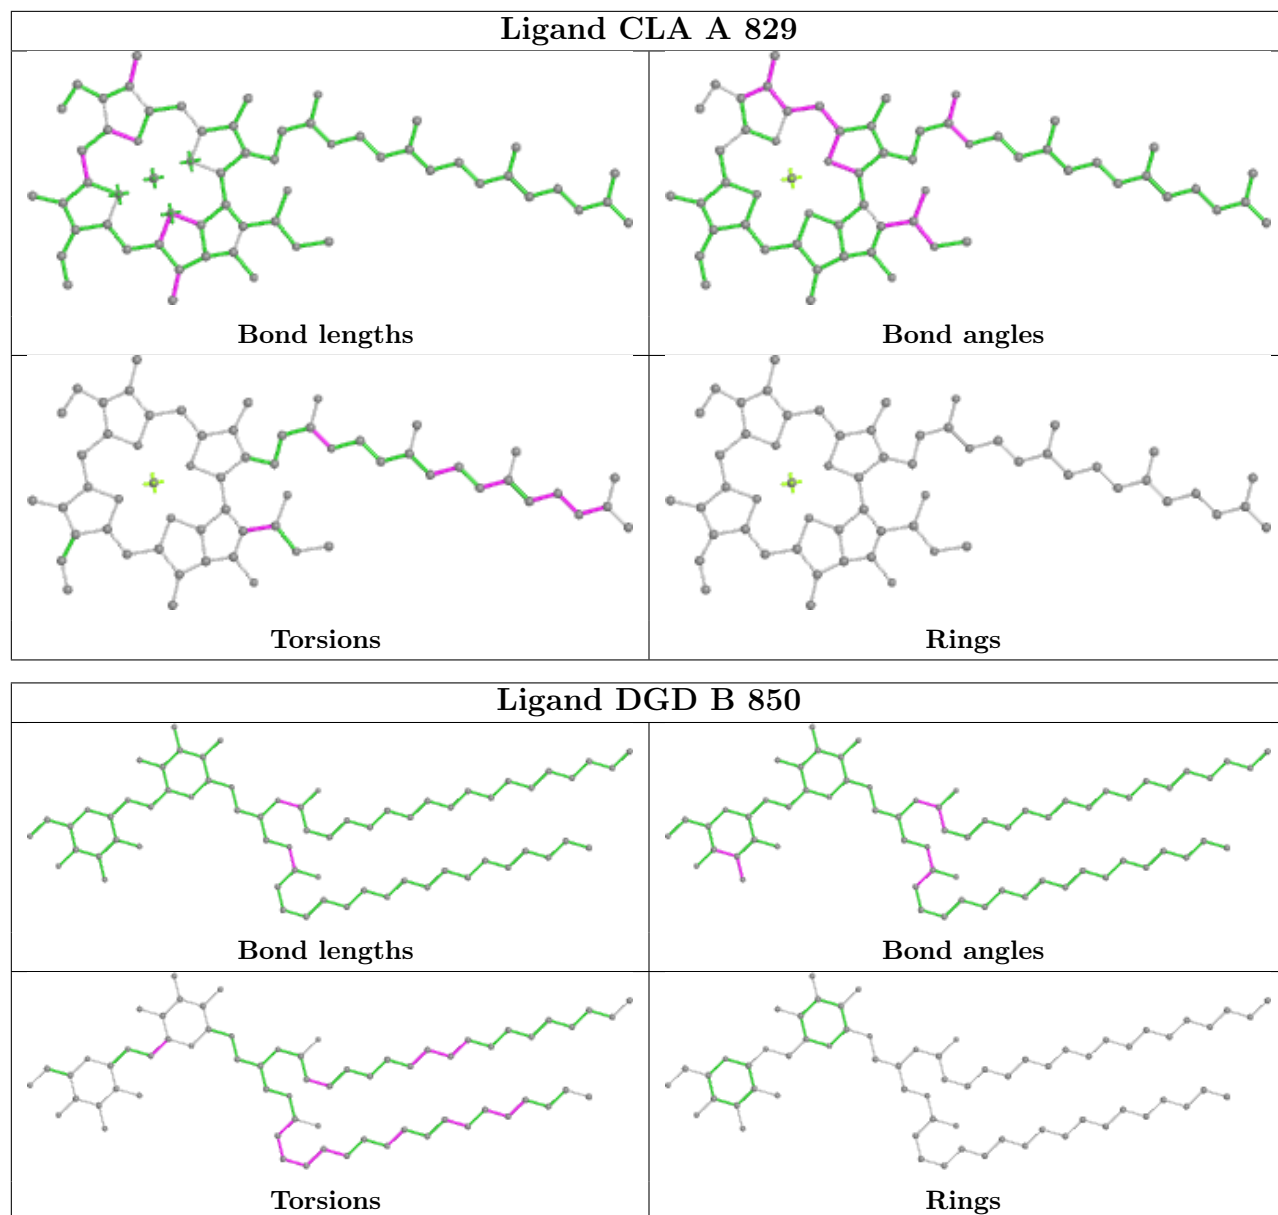 Ligand CLA A 829
Bond lengths
Bond angles
Torsions
Rings
Ligand DGD B 850
Bond lengths
Bond angles
Torsions
Rings